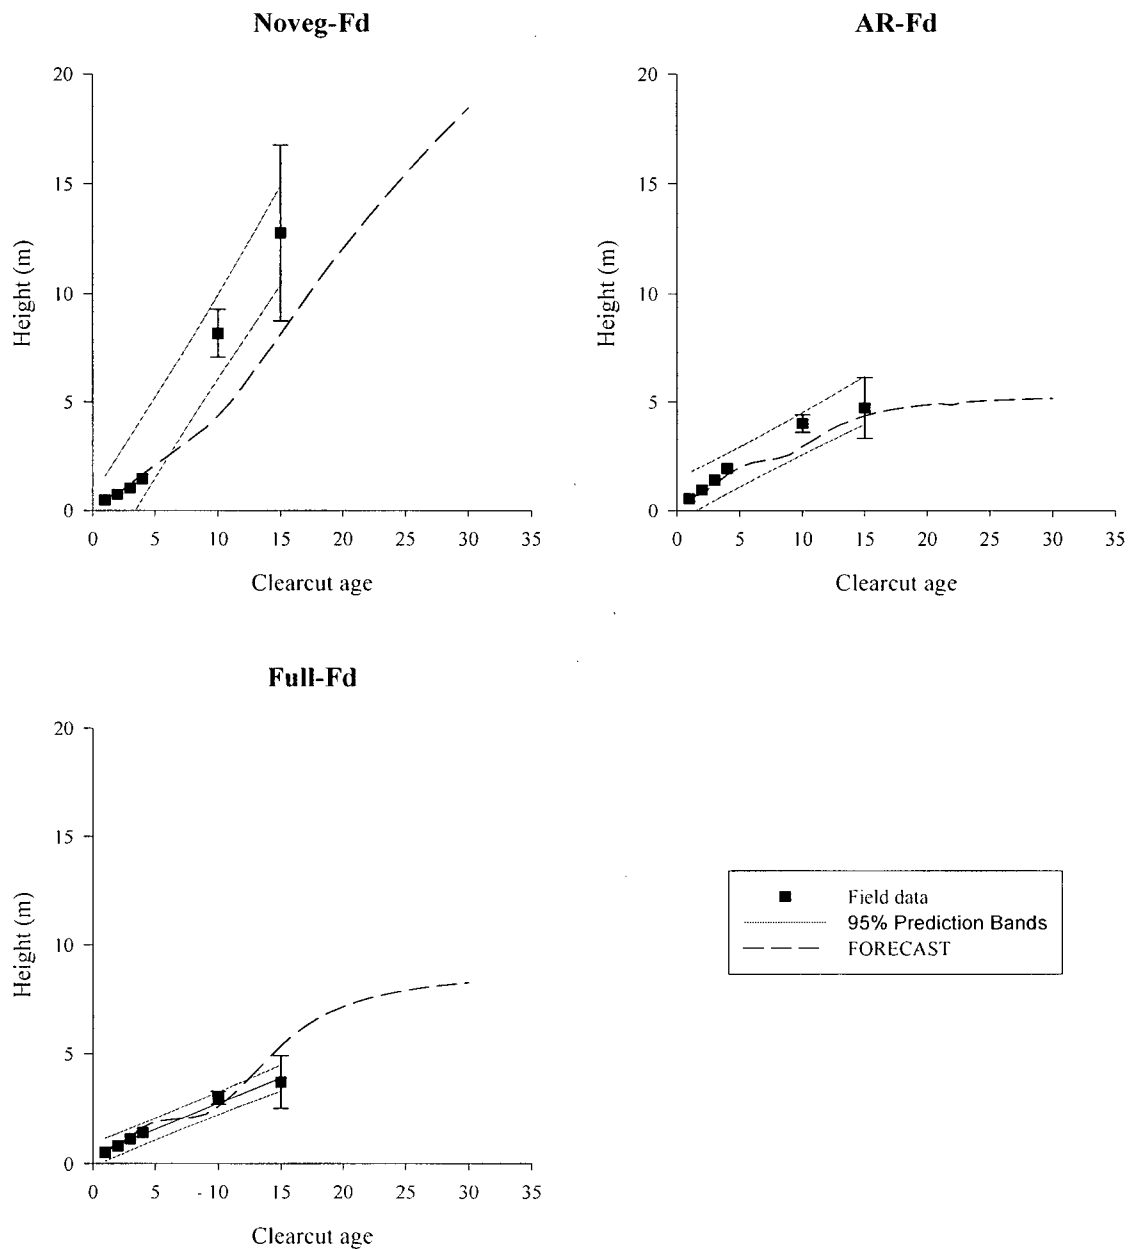 Noveg-Fd
20
15
10
5
0
Height (m)
0 5 10 15 20 25 30 35
Clearcut age
AR-Fd
20
15
10
5
0
Height (m)
0 5 10 15 20 25 30 35
Clearcut age
Full-Fd
20
15
10
5
0
Height (m)
0 5 10 15 20 25 30 35
Clearcut age
Field data
95% Prediction Bands
FORECAST